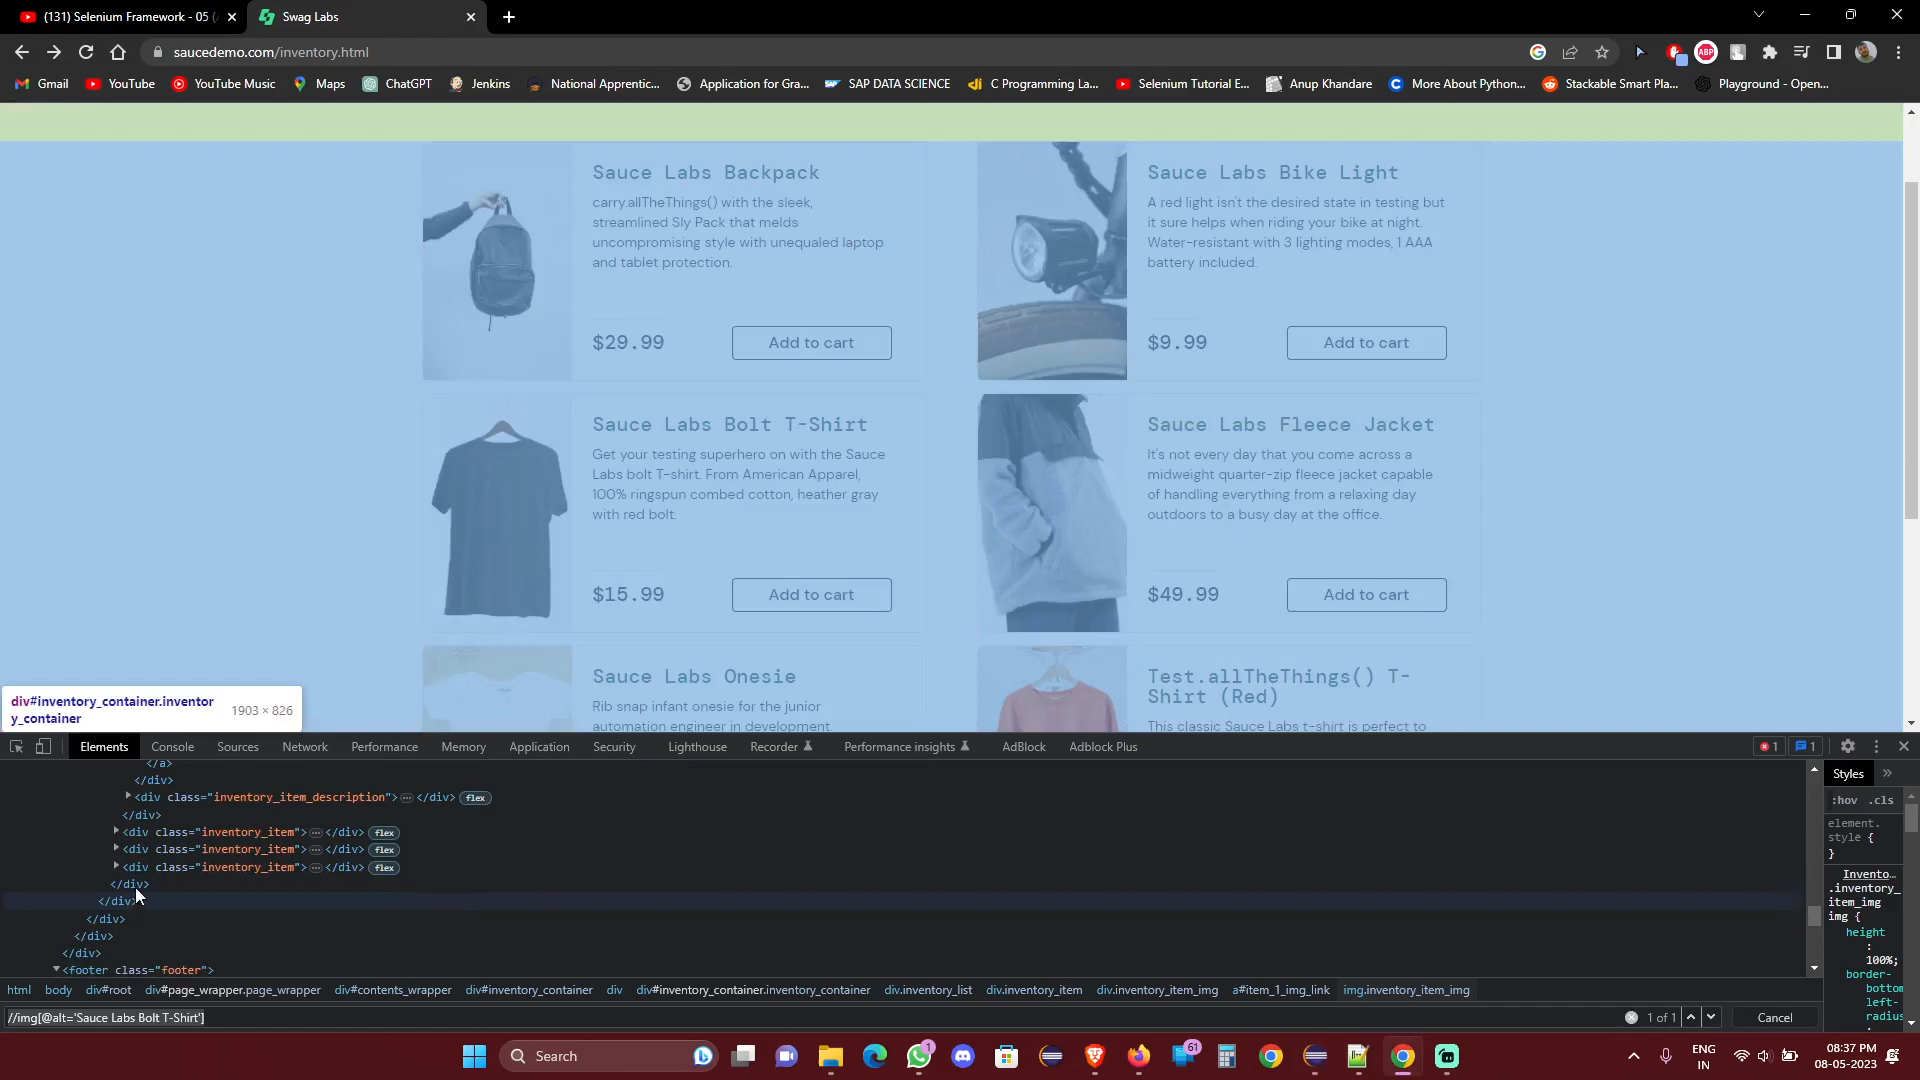 (131) Selenium Framework - 05 (
Swag Labs
saucedemo.com/inventory.html
Gmail
YouTube
YouTube Music
Maps
ChatGPT
Jenkins
National Apprentic...
Application for Gra...
SAP DATA SCIENCE
C Programming La...
Selenium Tutorial E...
Anup Khandare
More About Python...
Stackable Smart Pla...
Playground - Open...
Sauce Labs Backpack
carry.allTheThings() with the sleek,
streamlined Sly Pack that melds
uncompromising style with unequaled laptop
and tablet protection.
$29.99
Add to cart
Sauce Labs Bike Light
A red light isn't the desired state in testing but
it sure helps when riding your bike at night.
Water-resistant with 3 lighting modes, 1 AAA
battery included.
$9.99
Add to cart
Sauce Labs Bolt T-Shirt
Get your testing superhero on with the Sauce
Labs bolt T-shirt. From American Apparel,
100% ringspun combed cotton, heather gray
with red bolt.
$15.99
Add to cart
Sauce Labs Fleece Jacket
It's not every day that you come across a
midweight quarter-zip fleece jacket capable
of handling everything from a relaxing day
outdoors to a busy day at the office.
$49.99
Add to cart
Sauce Labs Onesie
Rib snap infant onesie for the junior
automation engineer in development.
Test.allTheThings() T-
Shirt (Red)
This classic Sauce Labs t-shirt is perfect to
div#inventory_container.inventor
y_container
1903 × 826
Elements
Console
Sources
Network
Performance
Memory
Application
Security
Lighthouse
Recorder
Performance insights
AdBlock
Adblock Plus
1
1
</a>
</div>
<div class="inventory_item_description"> ⋯ </div> flex
</div>
<div class="inventory_item"> ⋯ </div> flex
<div class="inventory_item"> ⋯ </div> flex
<div class="inventory_item"> ⋯ </div> flex
</div>
</div>
</div>
</div>
</div>
<footer class="footer">
Styles
»
:hov .cls
element.
style {
}
Invento...
.inventory_
item_img
img {
height
:
100%;
border-
bottom
left-
radius
:
html
body
div#root
div#page_wrapper.page_wrapper
div#contents_wrapper
div#inventory_container
div
div#inventory_container.inventory_container
div.inventory_list
div.inventory_item
div.inventory_item_img
a#item_1_img_link
img.inventory_item_img
//img[@alt='Sauce Labs Bolt T-Shirt']
1 of 1
Cancel
Search
1
61
ENG
IN
08:37 PM
08-05-2023